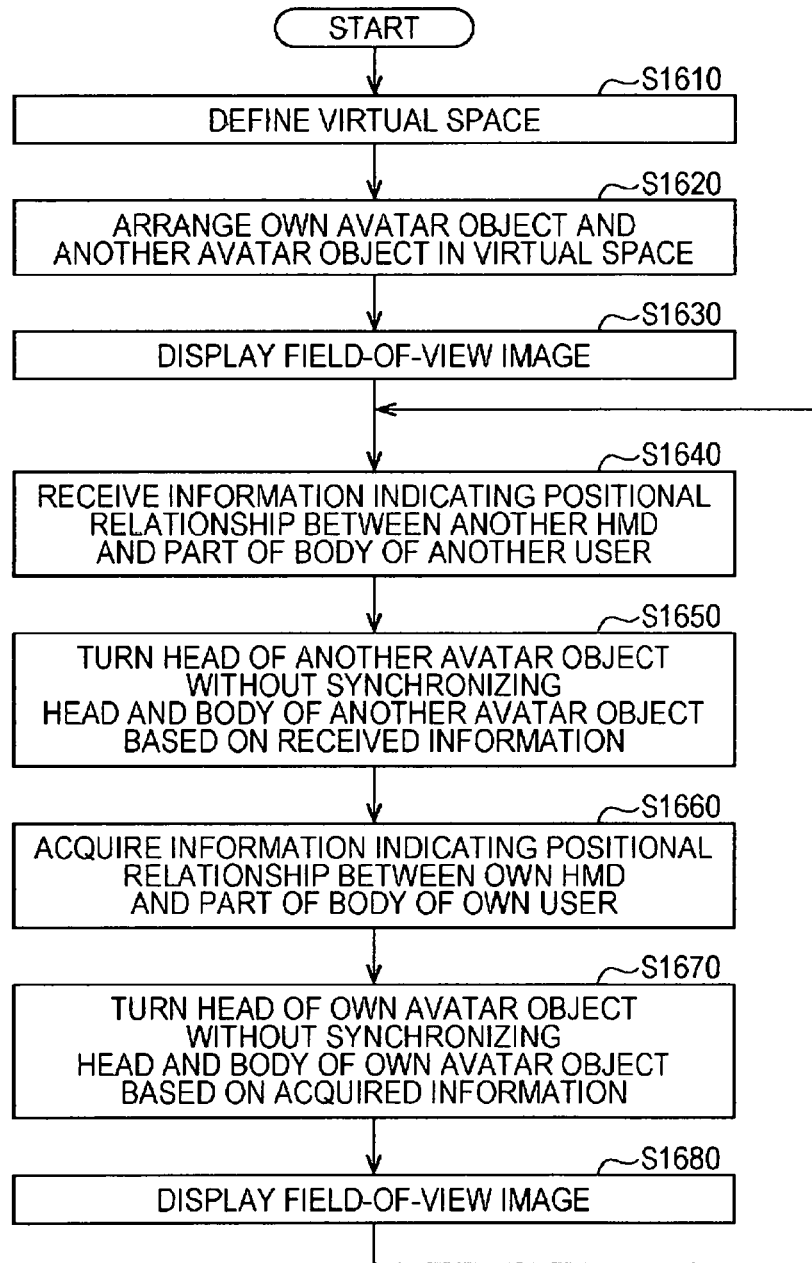 START
S1610
DEFINE VIRTUAL SPACE
S1620
ARRANGE OWN AVATAR OBJECT AND
ANOTHER AVATAR OBJECT IN VIRTUAL SPACE
S1630
DISPLAY FIELD-OF-VIEW IMAGE
S1640
RECEIVE INFORMATION INDICATING POSITIONAL
RELATIONSHIP BETWEEN ANOTHER HMD
AND PART OF BODY OF ANOTHER USER
S1650
TURN HEAD OF ANOTHER AVATAR OBJECT
WITHOUT SYNCHRONIZING
HEAD AND BODY OF ANOTHER AVATAR OBJECT
BASED ON RECEIVED INFORMATION
S1660
ACQUIRE INFORMATION INDICATING POSITIONAL
RELATIONSHIP BETWEEN OWN HMD
AND PART OF BODY OF OWN USER
S1670
TURN HEAD OF OWN AVATAR OBJECT
WITHOUT SYNCHRONIZING
HEAD AND BODY OF OWN AVATAR OBJECT
BASED ON ACQUIRED INFORMATION
S1680
DISPLAY FIELD-OF-VIEW IMAGE